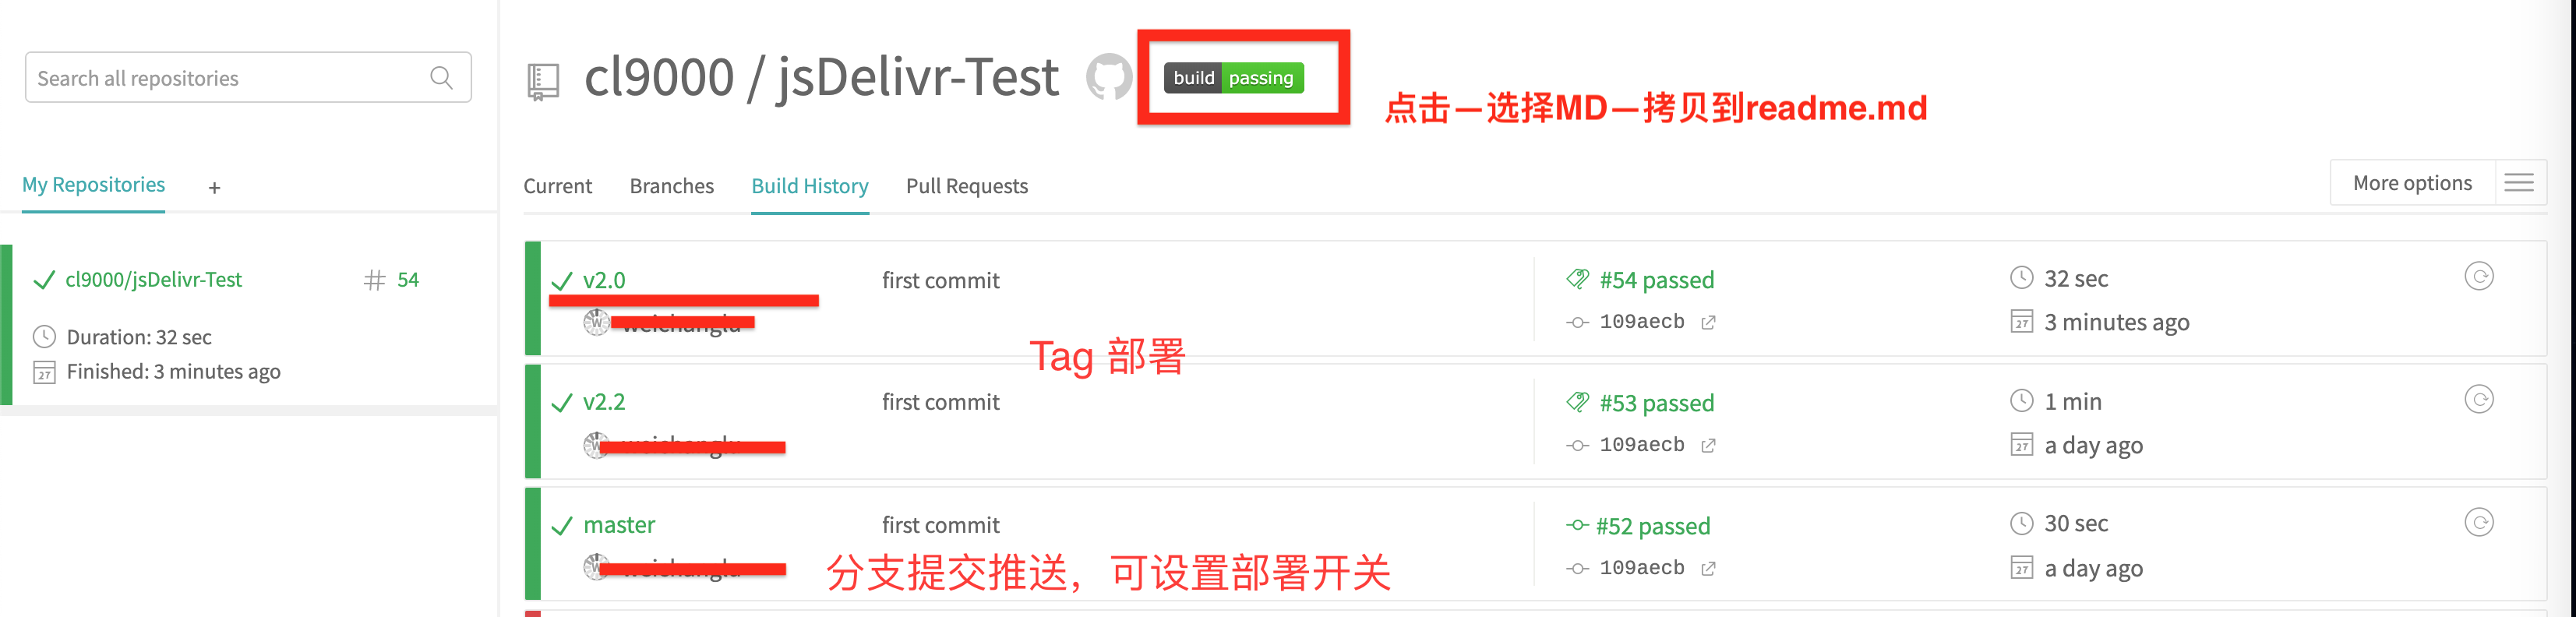 Search all repositories
My Repositories +
cl9000/jsDelivr-Test # 54
Duration: 32 sec
Finished: 3 minutes ago
cl9000 / jsDelivr-Test build passing
点击—选择MD—拷贝到readme.md
Current Branches Build History Pull Requests
More options
v2.0 first commit #54 passed 32 sec
109aecb 27 3 minutes ago
Tag 部署
v2.2 first commit #53 passed 1 min
109aecb 27 a day ago
master first commit #52 passed 30 sec
109aecb 27 a day ago
分支提交推送，可设置部署开关